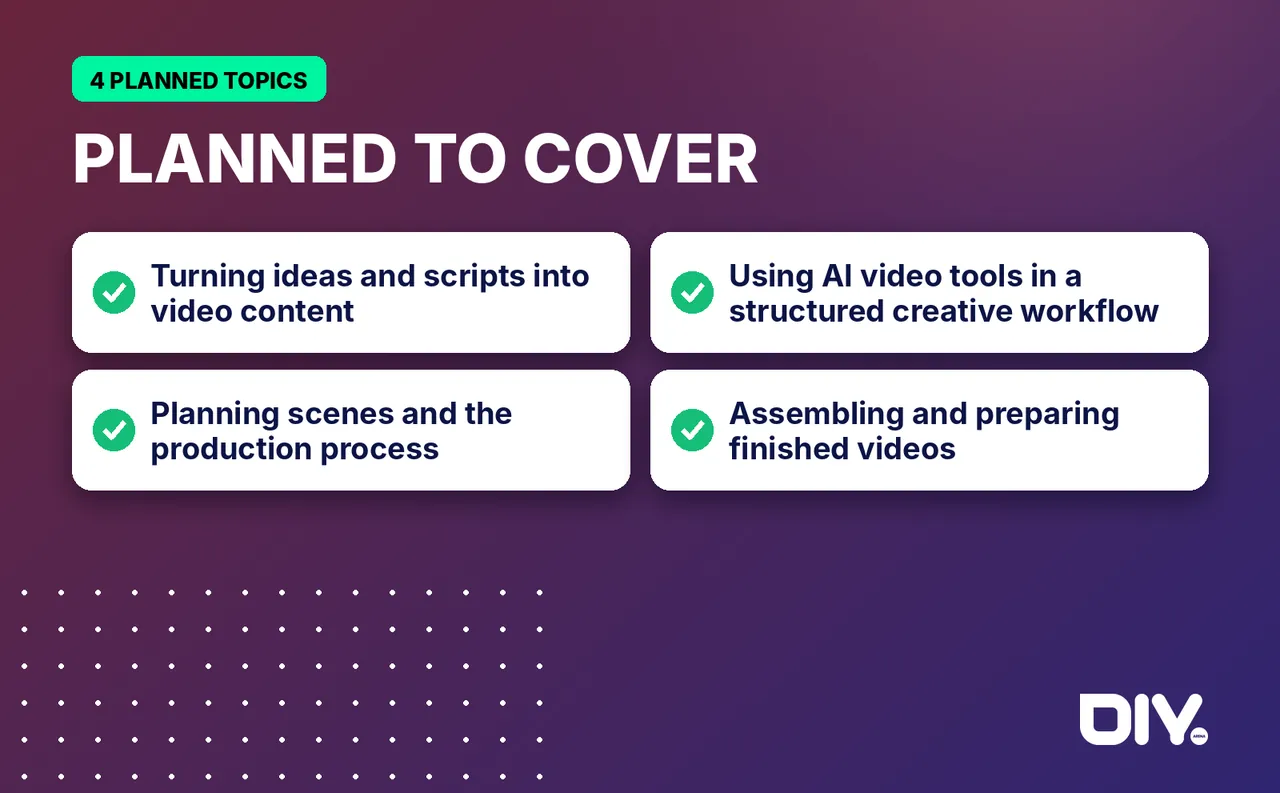 4 PLANNED TOPICS
PLANNED TO COVER
Turning ideas and scripts into
video content
Using AI video tools in a
structured creative workflow
Planning scenes and the
production process
Assembling and preparing
finished videos
DIY.
ARENA